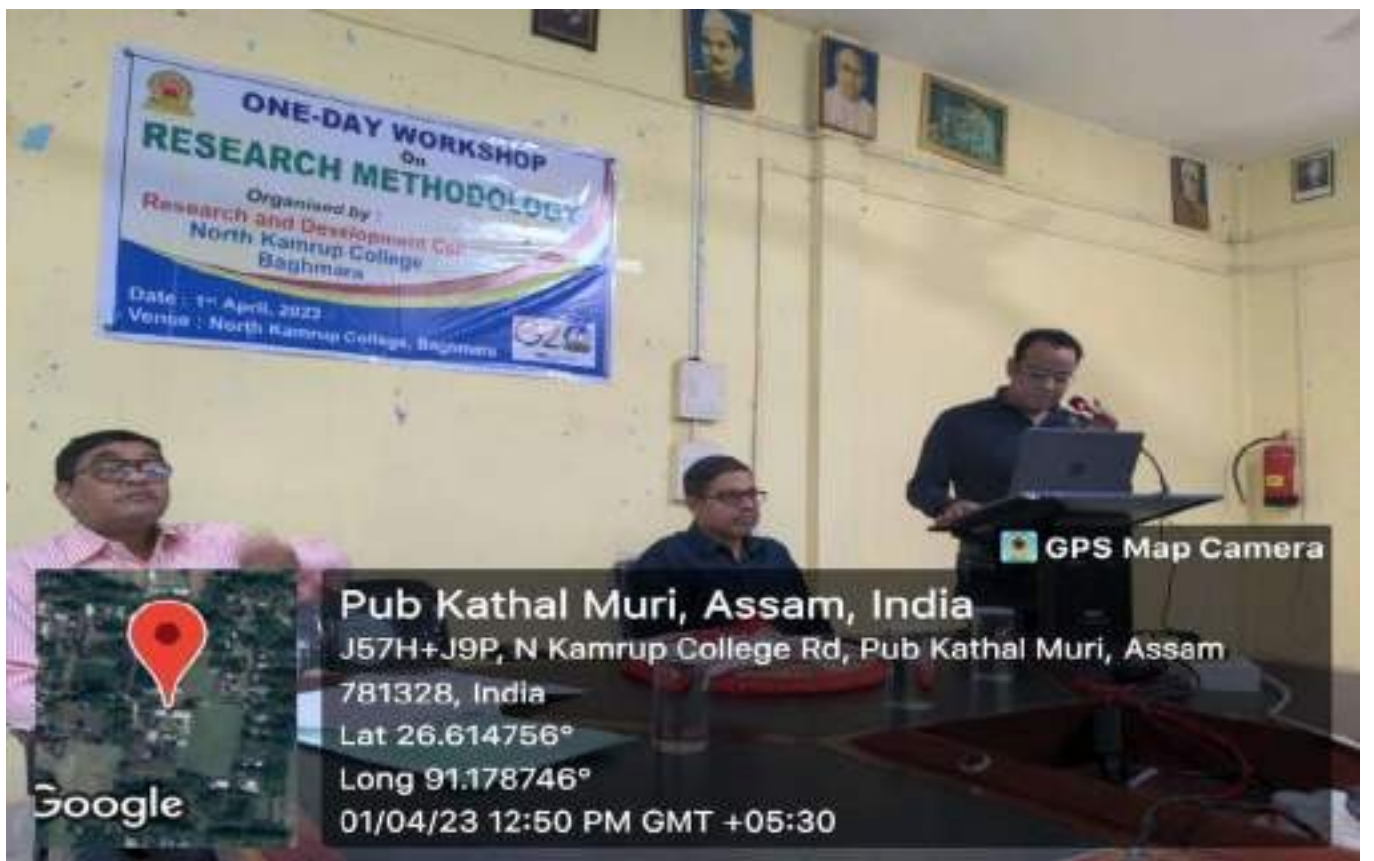 ONE-DAY WORKSHOP
On
RESEARCH METHODOLOGY
Organised by :
Research and Development Cell
North Kamrup College
Baghmara
Date : 1st April, 2023
Venue : North Kamrup College, Baghmara
G20
GPS Map Camera
Pub Kathal Muri, Assam, India
J57H+J9P, N Kamrup College Rd, Pub Kathal Muri, Assam
781328, India
Lat 26.614756°
Long 91.178746°
01/04/23 12:50 PM GMT +05:30
Google